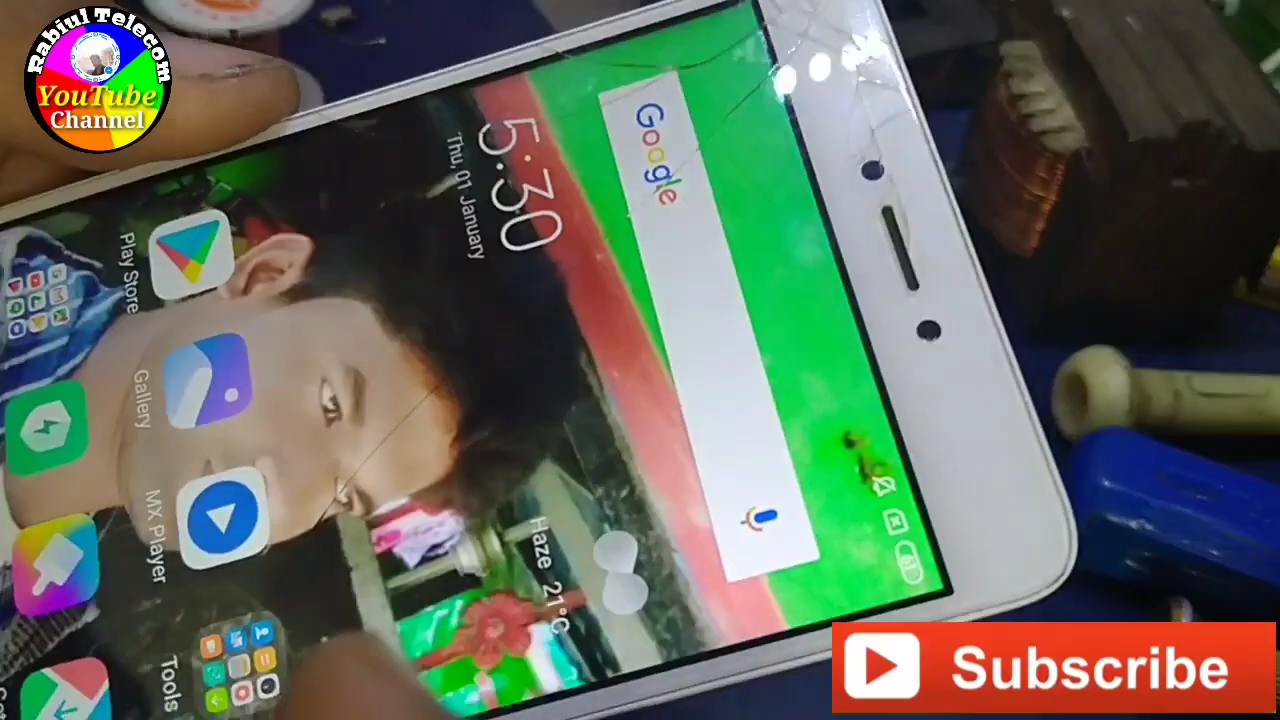 Rabiul Telecom
YouTube
Channel
Google
5:30
Thu, 01 January
Haze 21°C
Play Store
Gallery
MX Player
Tools
Subscribe